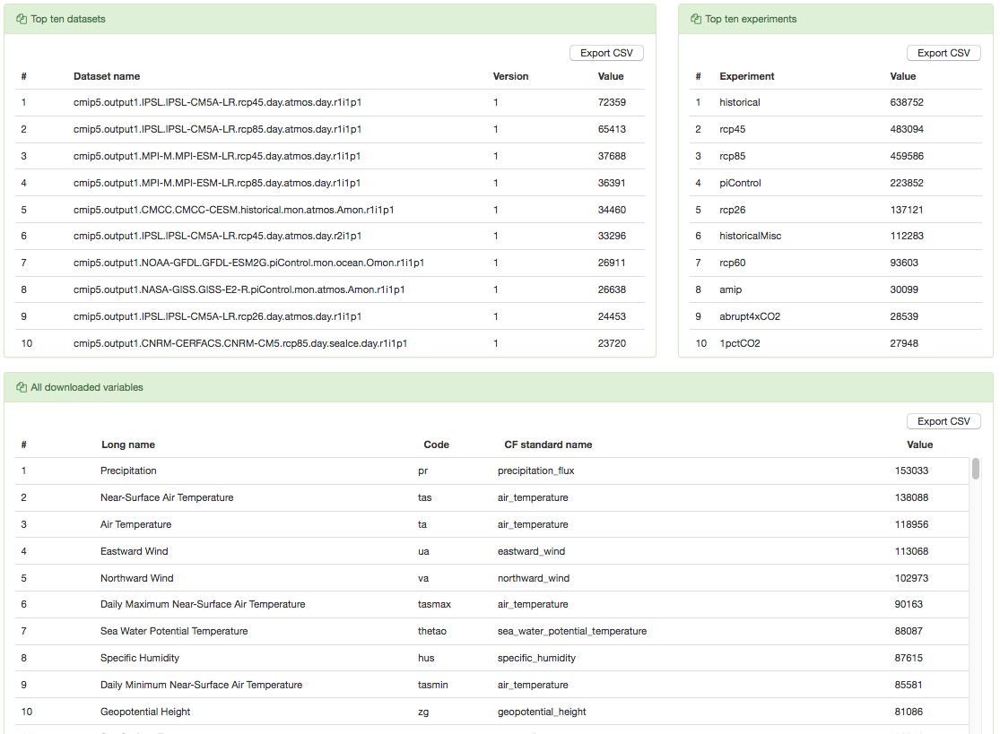 Top ten datasets
Export CSV
# Dataset name Version Value
1 cmip5.output1.IPSL.IPSL-CM5A-LR.rcp45.day.atmos.day.r1i1p1 1 72359
2 cmip5.output1.IPSL.IPSL-CM5A-LR.rcp85.day.atmos.day.r1i1p1 1 65413
3 cmip5.output1.MPI-M.MPI-ESM-LR.rcp45.day.atmos.day.r1i1p1 1 37688
4 cmip5.output1.MPI-M.MPI-ESM-LR.rcp85.day.atmos.day.r1i1p1 1 36391
5 cmip5.output1.CMCC.CMCC-CESM.historical.mon.atmos.Amon.r1i1p1 1 34460
6 cmip5.output1.IPSL.IPSL-CM5A-LR.rcp45.day.atmos.day.r2i1p1 1 33296
7 cmip5.output1.NOAA-GFDL.GFDL-ESM2G.piControl.mon.ocean.Omon.r1i1p1 1 26911
8 cmip5.output1.NASA-GISS.GISS-E2-R.piControl.mon.atmos.Amon.r1i1p1 1 26638
9 cmip5.output1.IPSL.IPSL-CM5A-LR.rcp26.day.atmos.day.r1i1p1 1 24453
10 cmip5.output1.CNRM-CERFACS.CNRM-CM5.rcp85.day.seaIce.day.r1i1p1 1 23720
Top ten experiments
Export CSV
# Experiment Value
1 historical 638752
2 rcp45 483094
3 rcp85 459586
4 piControl 223852
5 rcp26 137121
6 historicalMisc 112283
7 rcp60 93603
8 amip 30099
9 abrupt4xCO2 28539
10 1pctCO2 27948
All downloaded variables
Export CSV
# Long name Code CF standard name Value
1 Precipitation pr precipitation_flux 153033
2 Near-Surface Air Temperature tas air_temperature 138088
3 Air Temperature ta air_temperature 118956
4 Eastward Wind ua eastward_wind 113068
5 Northward Wind va northward_wind 102973
6 Daily Maximum Near-Surface Air Temperature tasmax air_temperature 90163
7 Sea Water Potential Temperature thetao sea_water_potential_temperature 88087
8 Specific Humidity hus specific_humidity 87615
9 Daily Minimum Near-Surface Air Temperature tasmin air_temperature 85581
10 Geopotential Height zg geopotential_height 81086